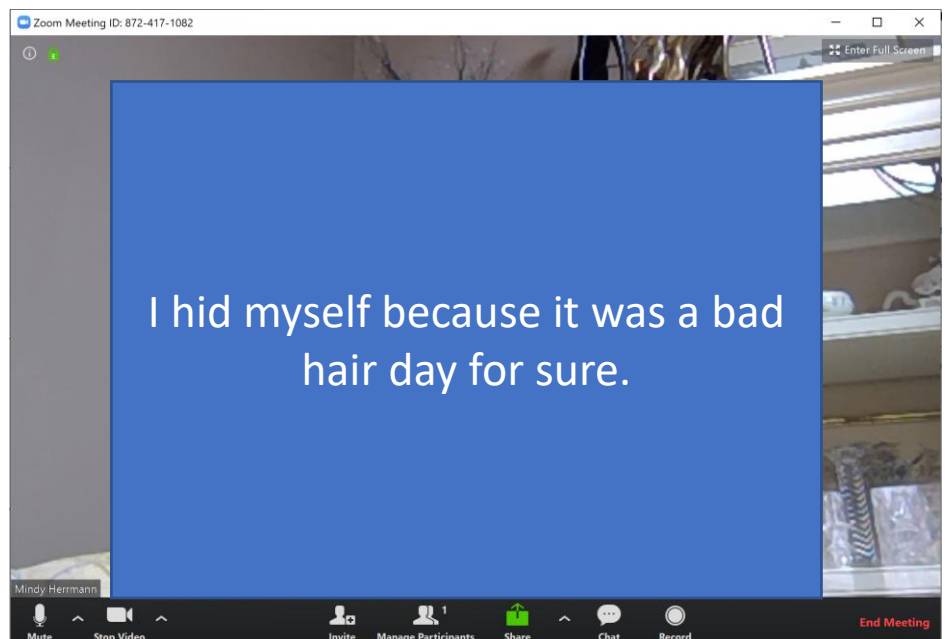 Zoom Meeting ID: 872-417-1082
Enter Full Screen
I hid myself because it was a bad
hair day for sure.
Mindy Herrmann
1
Mute Stop Video Invite Manage Participants Share Chat Record End Meeting